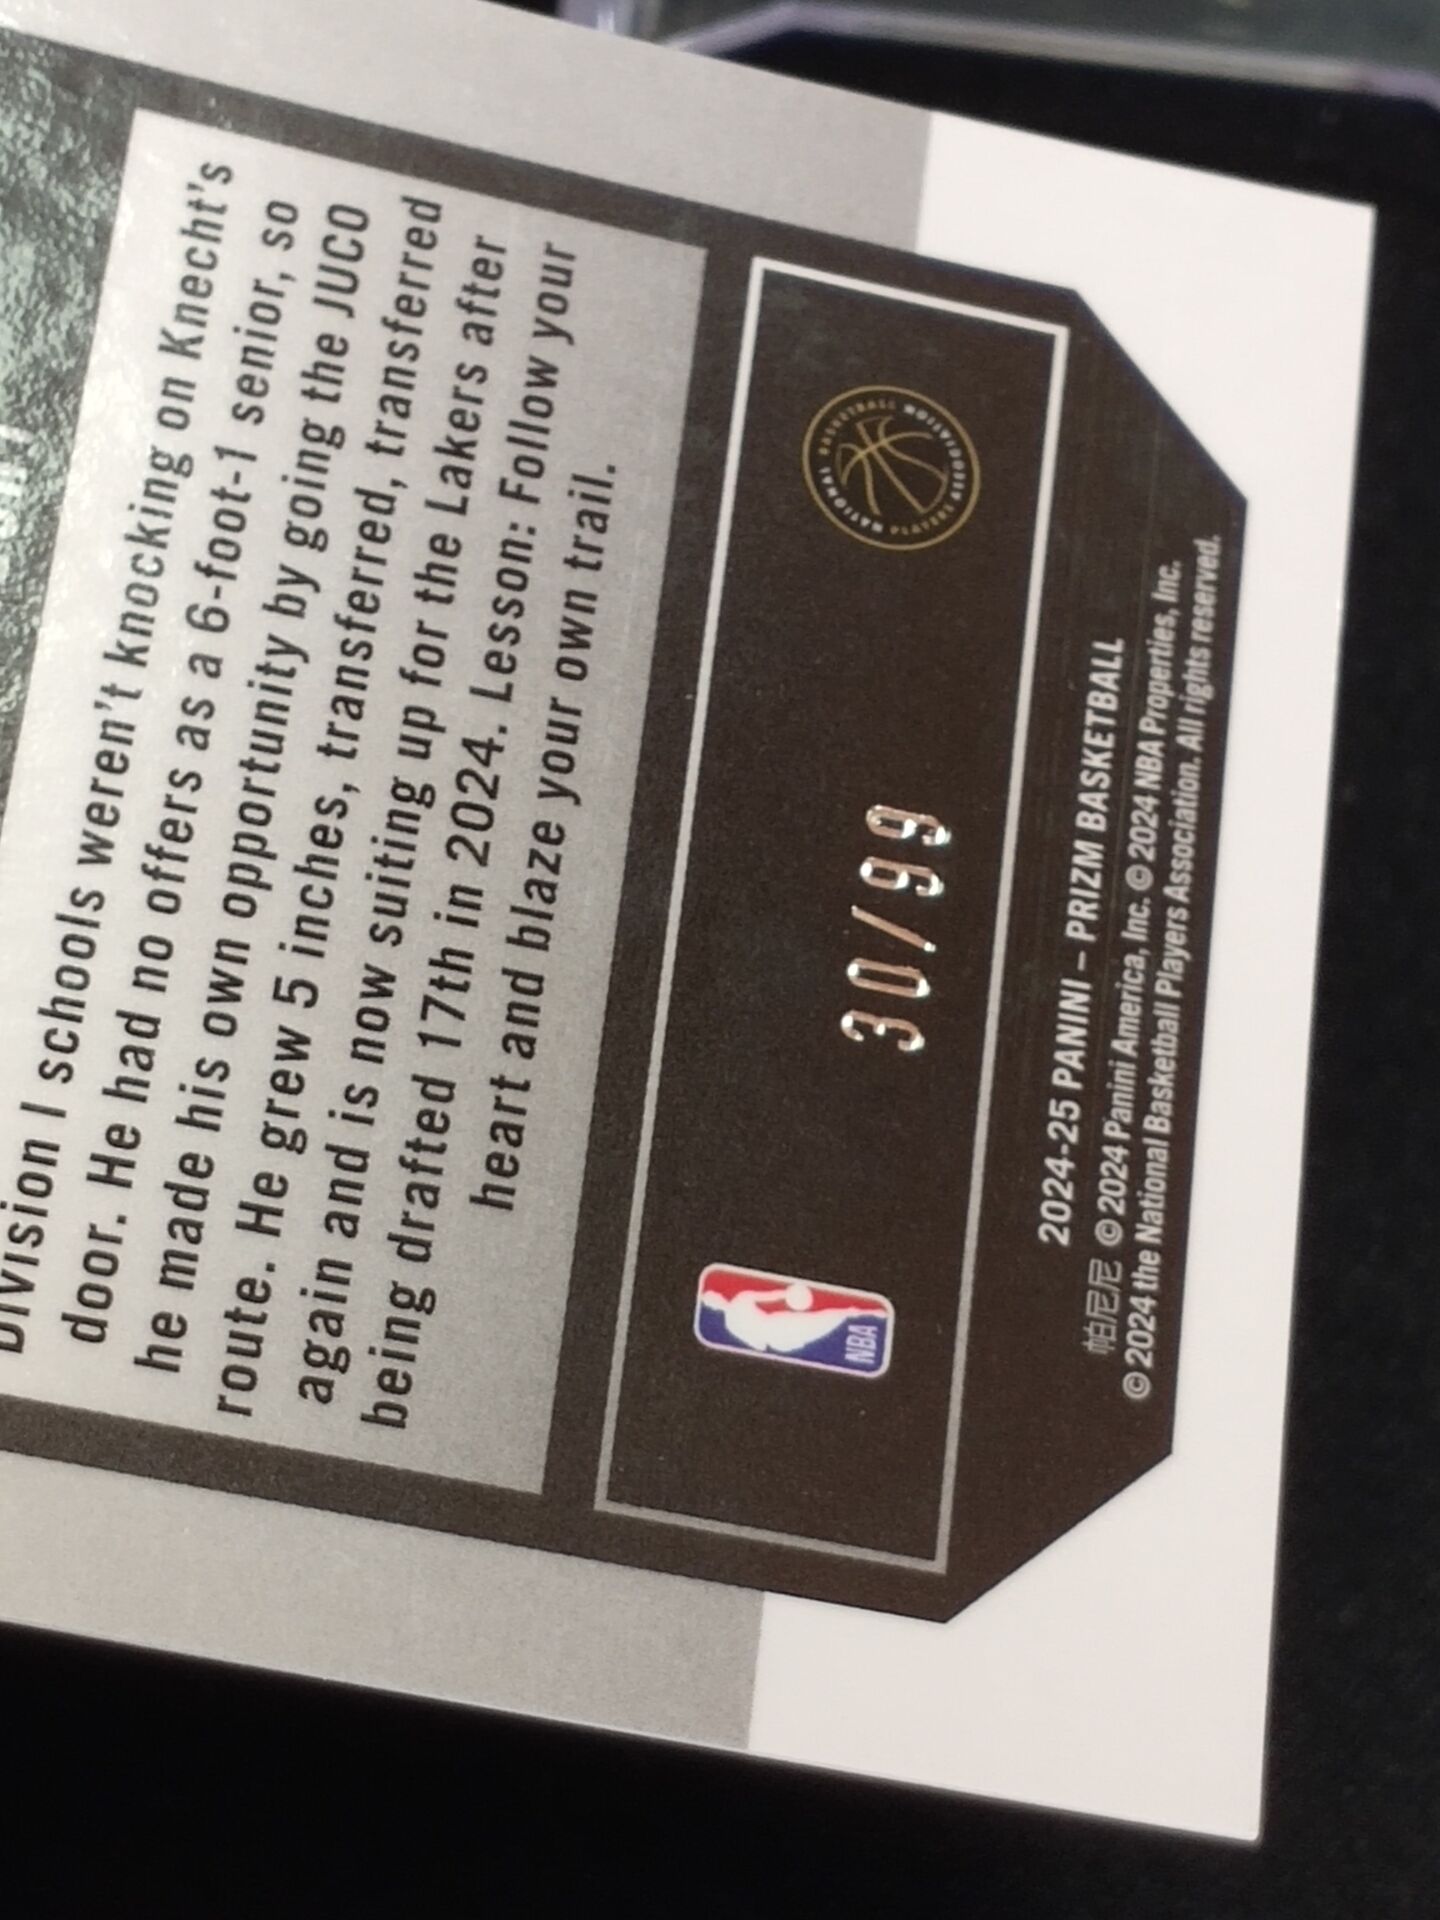 Division I schools weren't knocking on Knecht's
door. He had no offers as a 6-foot-1 senior, so
he made his own opportunity by going the JUCO
route. He grew 5 inches, transferred, transferred
again and is now suiting up for the Lakers after
being drafted 17th in 2024. Lesson: Follow your
heart and blaze your own trail.
NBA
30/99
NATIONAL BASKETBALL PLAYERS ASSOCIATION
2024-25 PANINI – PRIZM BASKETBALL
帕尼尼 © 2024 Panini America, Inc. © 2024 NBA Properties, Inc.
© 2024 the National Basketball Players Association. All rights reserved.